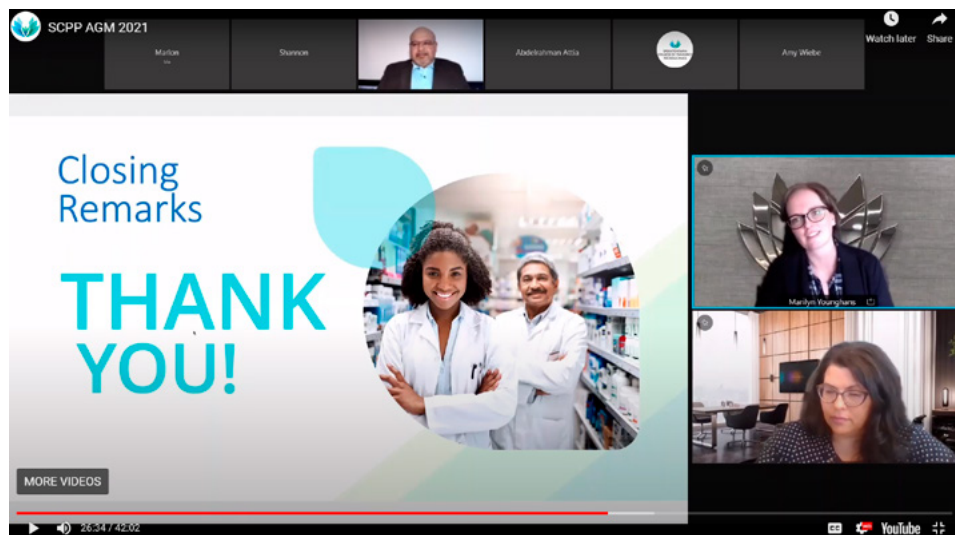 SCPP AGM 2021
Watch later
Share
Marlon
Shannon
Abdelrahman Attia
Amy Wiebe
Closing
Remarks
THANK
YOU!
Marilyn Younghans
MORE VIDEOS
26:34 / 42:02
CC
YouTube